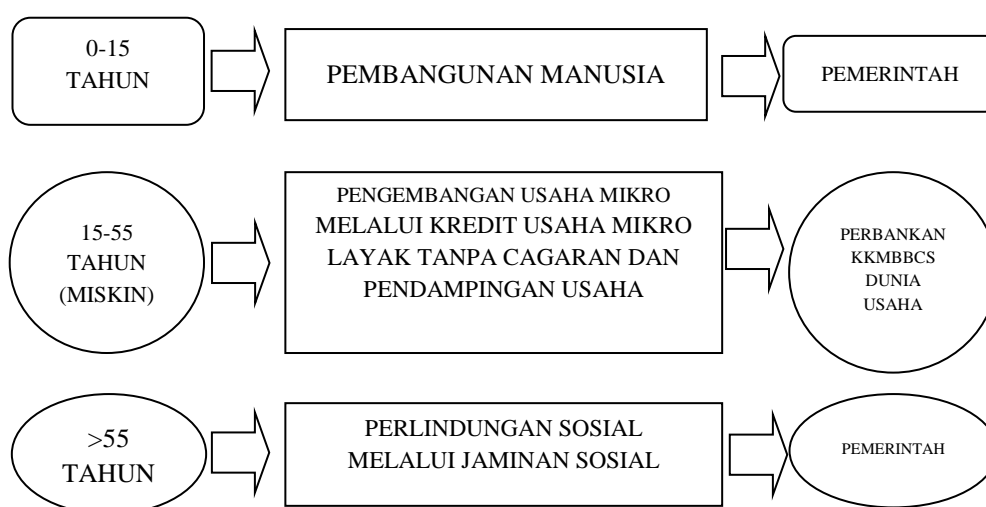 0-15
TAHUN
PEMBANGUNAN MANUSIA
PEMERINTAH
15-55
TAHUN
(MISKIN)
PENGEMBANGAN USAHA MIKRO
MELALUI KREDIT USAHA MIKRO
LAYAK TANPA CAGARAN DAN
PENDAMPINGAN USAHA
PERBANKAN
KKMBBCS
DUNIA
USAHA
>55
TAHUN
PERLINDUNGAN SOSIAL
MELALUI JAMINAN SOSIAL
PEMERINTAH